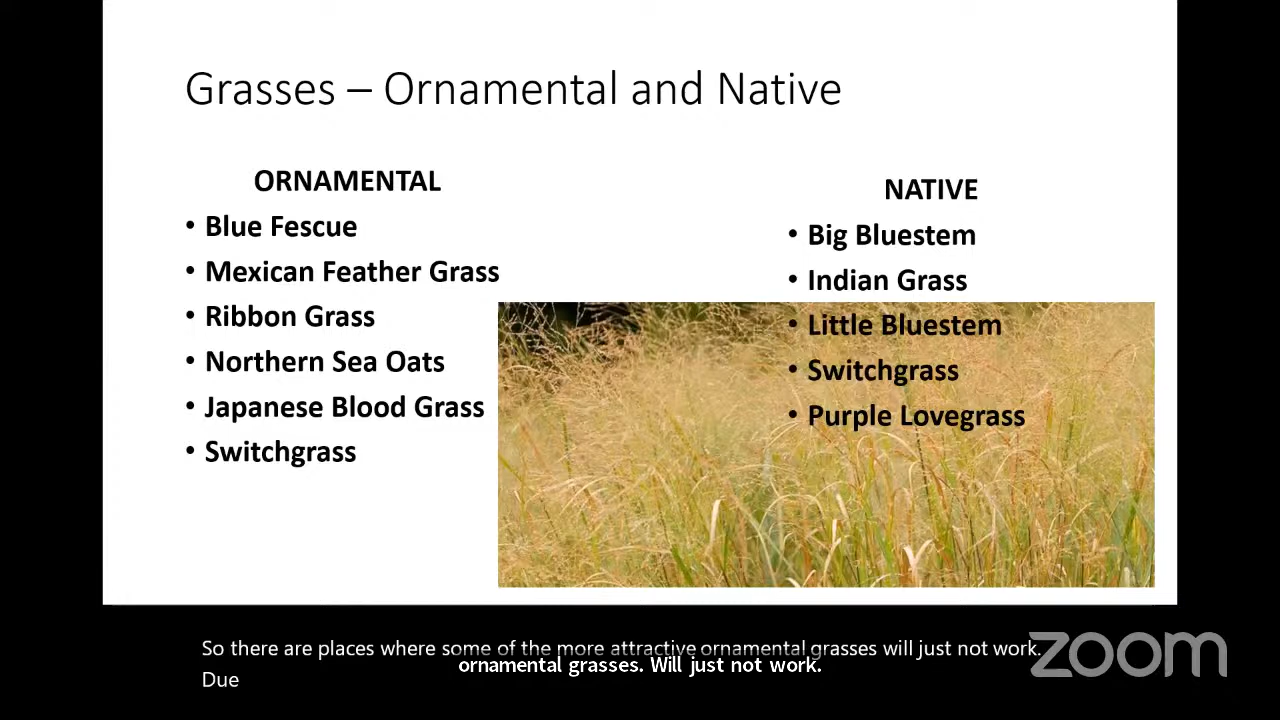 Grasses – Ornamental and Native
ORNAMENTAL
• Blue Fescue
• Mexican Feather Grass
• Ribbon Grass
• Northern Sea Oats
• Japanese Blood Grass
• Switchgrass
NATIVE
• Big Bluestem
• Indian Grass
• Little Bluestem
• Switchgrass
• Purple Lovegrass
So there are places where some of the more attractive ornamental grasses will just not work.
Due
ornamental grasses. Will just not work.
zoom